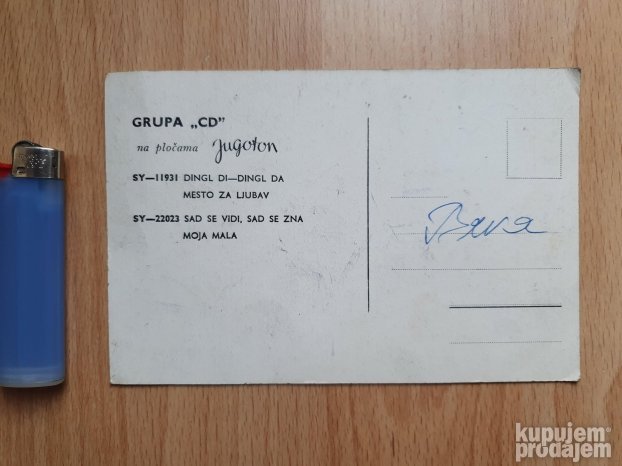 GRUPA „CD”
na pločama Jugoton
SY—11931 DINGL DI—DINGL DA
MESTO ZA LJUBAV
SY—22023 SAD SE VIDI, SAD SE ZNA
MOJA MALA
kupujem
prodajem